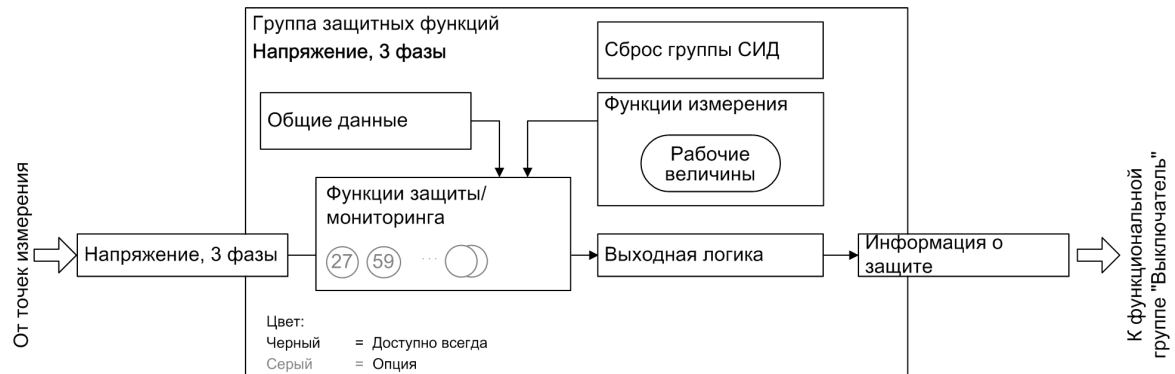 Группа защитных функций
Напряжение, 3 фазы
Сброс группы СИД
Общие данные
Функции измерения
Рабочие
величины
От точек измерения
Напряжение, 3 фазы
Функции защиты/
мониторинга
27 59 ...
Выходная логика
Информация о
защите
К функциональной
группе "Выключатель"
Цвет:
Черный = Доступно всегда
Серый = Опция